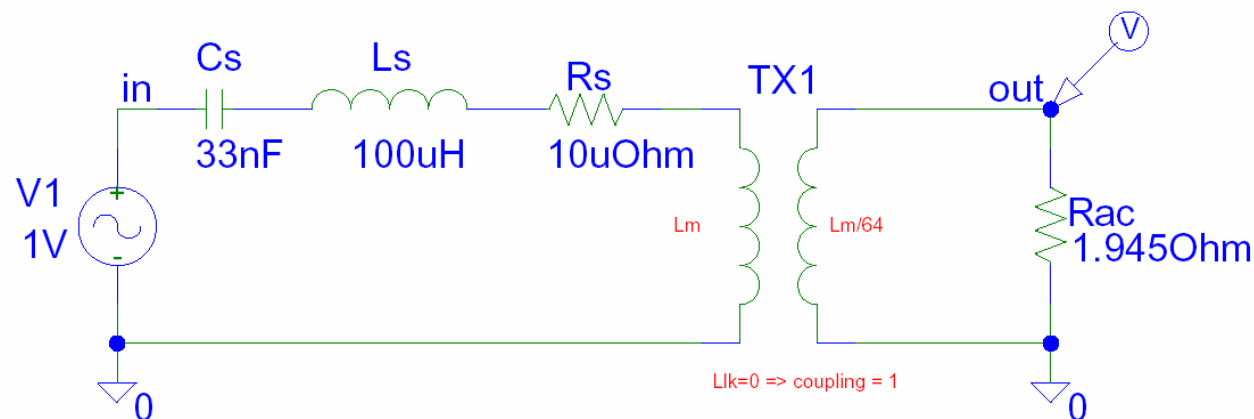 V
Cs
Ls
Rs
TX1
in
out
33nF
100uH
10uOhm
V1
1V
+
-
Lm
Lm/64
Rac
1.945Ohm
Llk=0 => coupling = 1
0
0